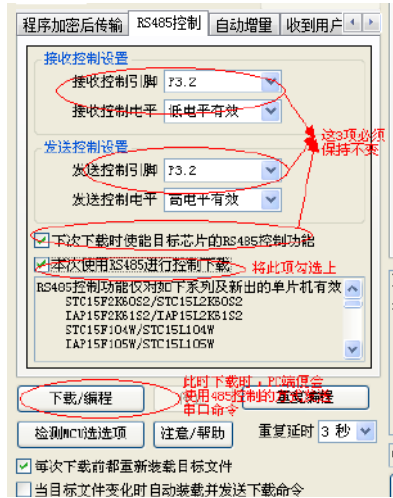 程序加密后传输 RS485控制 自动增量 收到用户
接收控制设置
接收控制引脚 P3.2
接收控制电平 低电平有效
这3项必须
保持不变
发送控制设置
发送控制引脚 P3.2
发送控制电平 高电平有效
下次下载时使能目标芯片的RS485控制功能
本次使用RS485进行控制下载
将此项勾选上
RS485控制功能仅对如下系列及新出的单片机有效
STC15F2K60S2/STC15L2K60S2
IAP15F2K61S2/IAP15L2K61S2
STC15F104W/STC15L104W
IAP15F105W/STC15L105W
此时下载时，PC端便会
下载/编程 使用485控制的 重复编程
串口命令
检测MCU选项 注意/帮助 重复延时 3 秒
每次下载前都重新装载目标文件
当目标文件变化时自动装载并发送下载命令